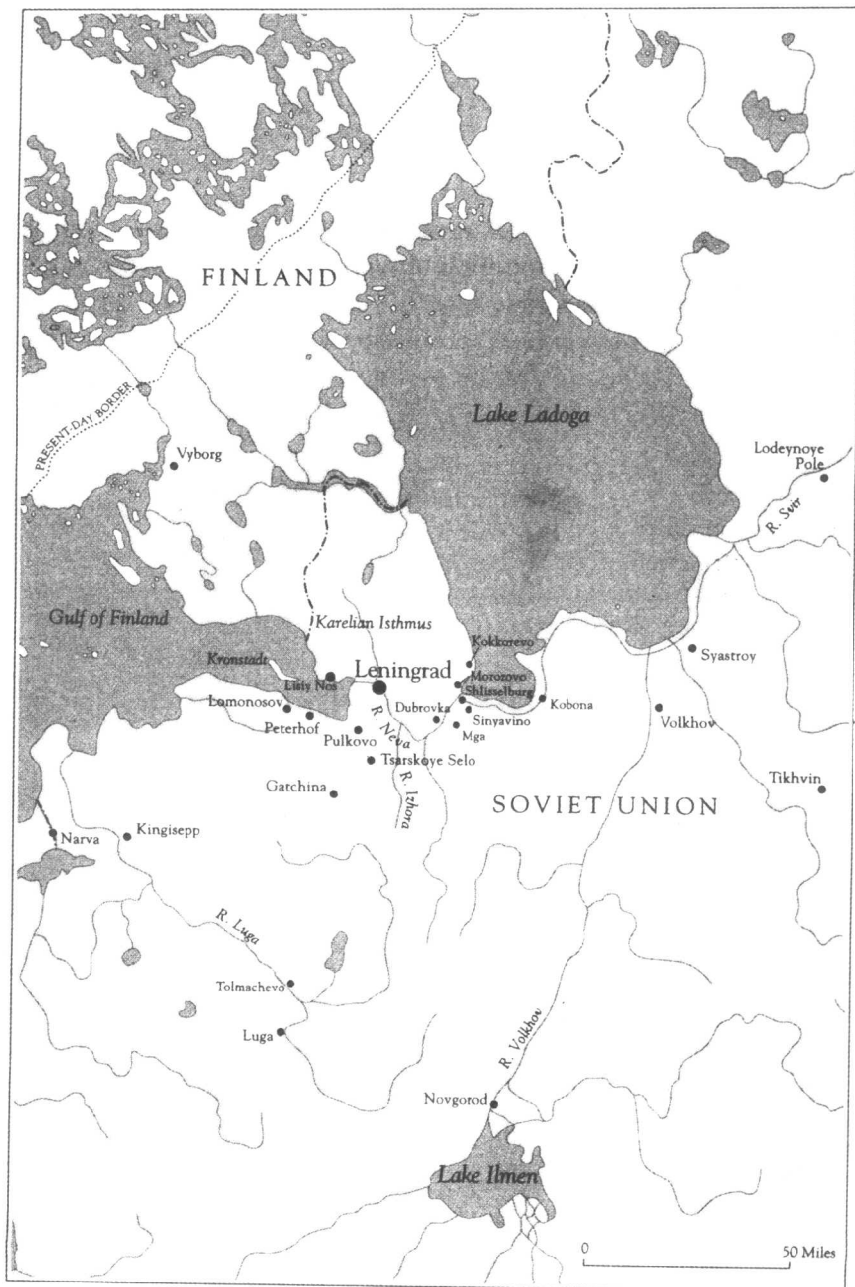 FINLAND
Lake Ladoga
PRESENT-DAY BORDER
Vyborg
Lodeynoye
Pole
R. Svir
Gulf of Finland
Karelian Isthmus
Kokkarevo
Syastroy
Kronstadt
Leningrad
Listy Nos
Morozovo
Shlisselburg
Lomonosov
Dubrovka
Kobona
Peterhof
R. Neva
Sinyavino
Volkhov
Pulkovo
Mga
Tsarskoye Selo
Tikhvin
Gatchina
R. Izhora
SOVIET UNION
Narva
Kingisepp
R. Luga
Tolmachevo
Luga
R. Volkhov
Novgorod
Lake Ilmen
0
50 Miles